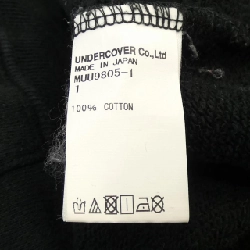 UNDERCOVER Co.,Ltd
MADE IN JAPAN
MUU9805-1
1
100% COTTON